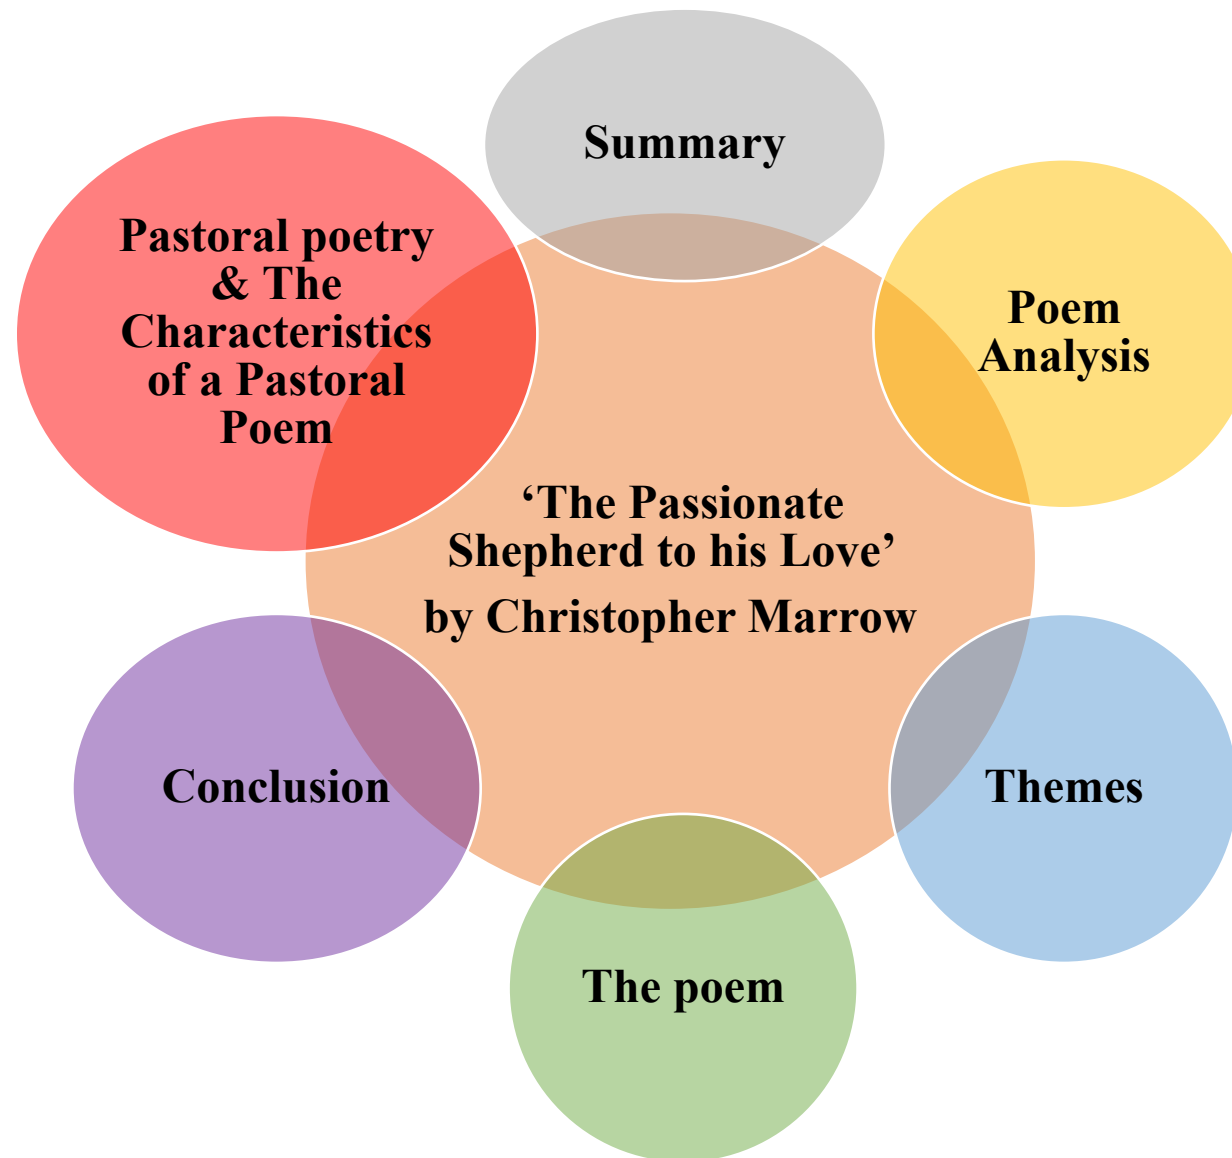 Summary
Pastoral poetry
& The
Characteristics
of a Pastoral
Poem
Poem
Analysis
‘The Passionate
Shepherd to his Love’
by Christopher Marrow
Conclusion
Themes
The poem